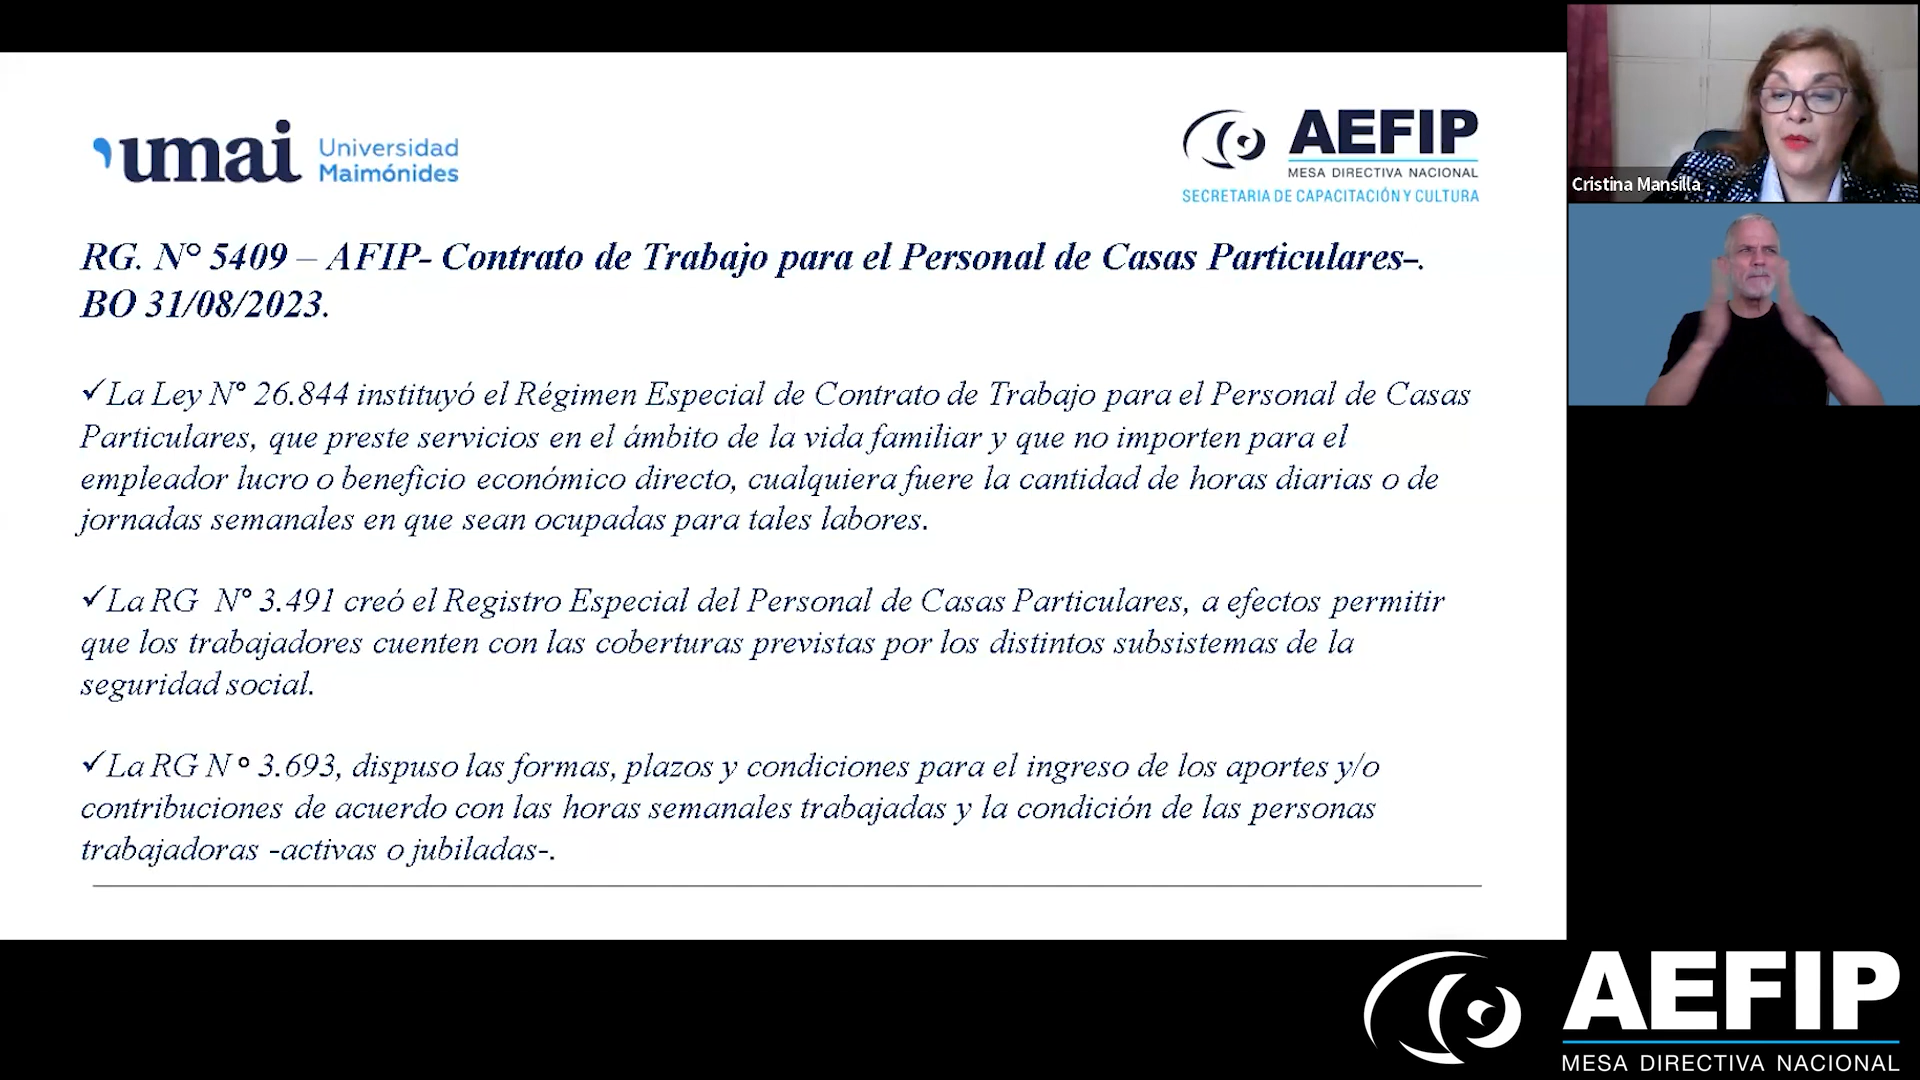 umai Universidad Maimónides
AEFIP
MESA DIRECTIVA NACIONAL
SECRETARIA DE CAPACITACIÓN Y CULTURA
Cristina Mansilla
RG. N° 5409 – AFIP- Contrato de Trabajo para el Personal de Casas Particulares-.
BO 31/08/2023.
✓La Ley N° 26.844 instituyó el Régimen Especial de Contrato de Trabajo para el Personal de Casas
Particulares, que preste servicios en el ámbito de la vida familiar y que no importen para el
empleador lucro o beneficio económico directo, cualquiera fuere la cantidad de horas diarias o de
jornadas semanales en que sean ocupadas para tales labores.
✓La RG N° 3.491 creó el Registro Especial del Personal de Casas Particulares, a efectos permitir
que los trabajadores cuenten con las coberturas previstas por los distintos subsistemas de la
seguridad social.
✓La RG N° 3.693, dispuso las formas, plazos y condiciones para el ingreso de los aportes y/o
contribuciones de acuerdo con las horas semanales trabajadas y la condición de las personas
trabajadoras -activas o jubiladas-.
AEFIP
MESA DIRECTIVA NACIONAL